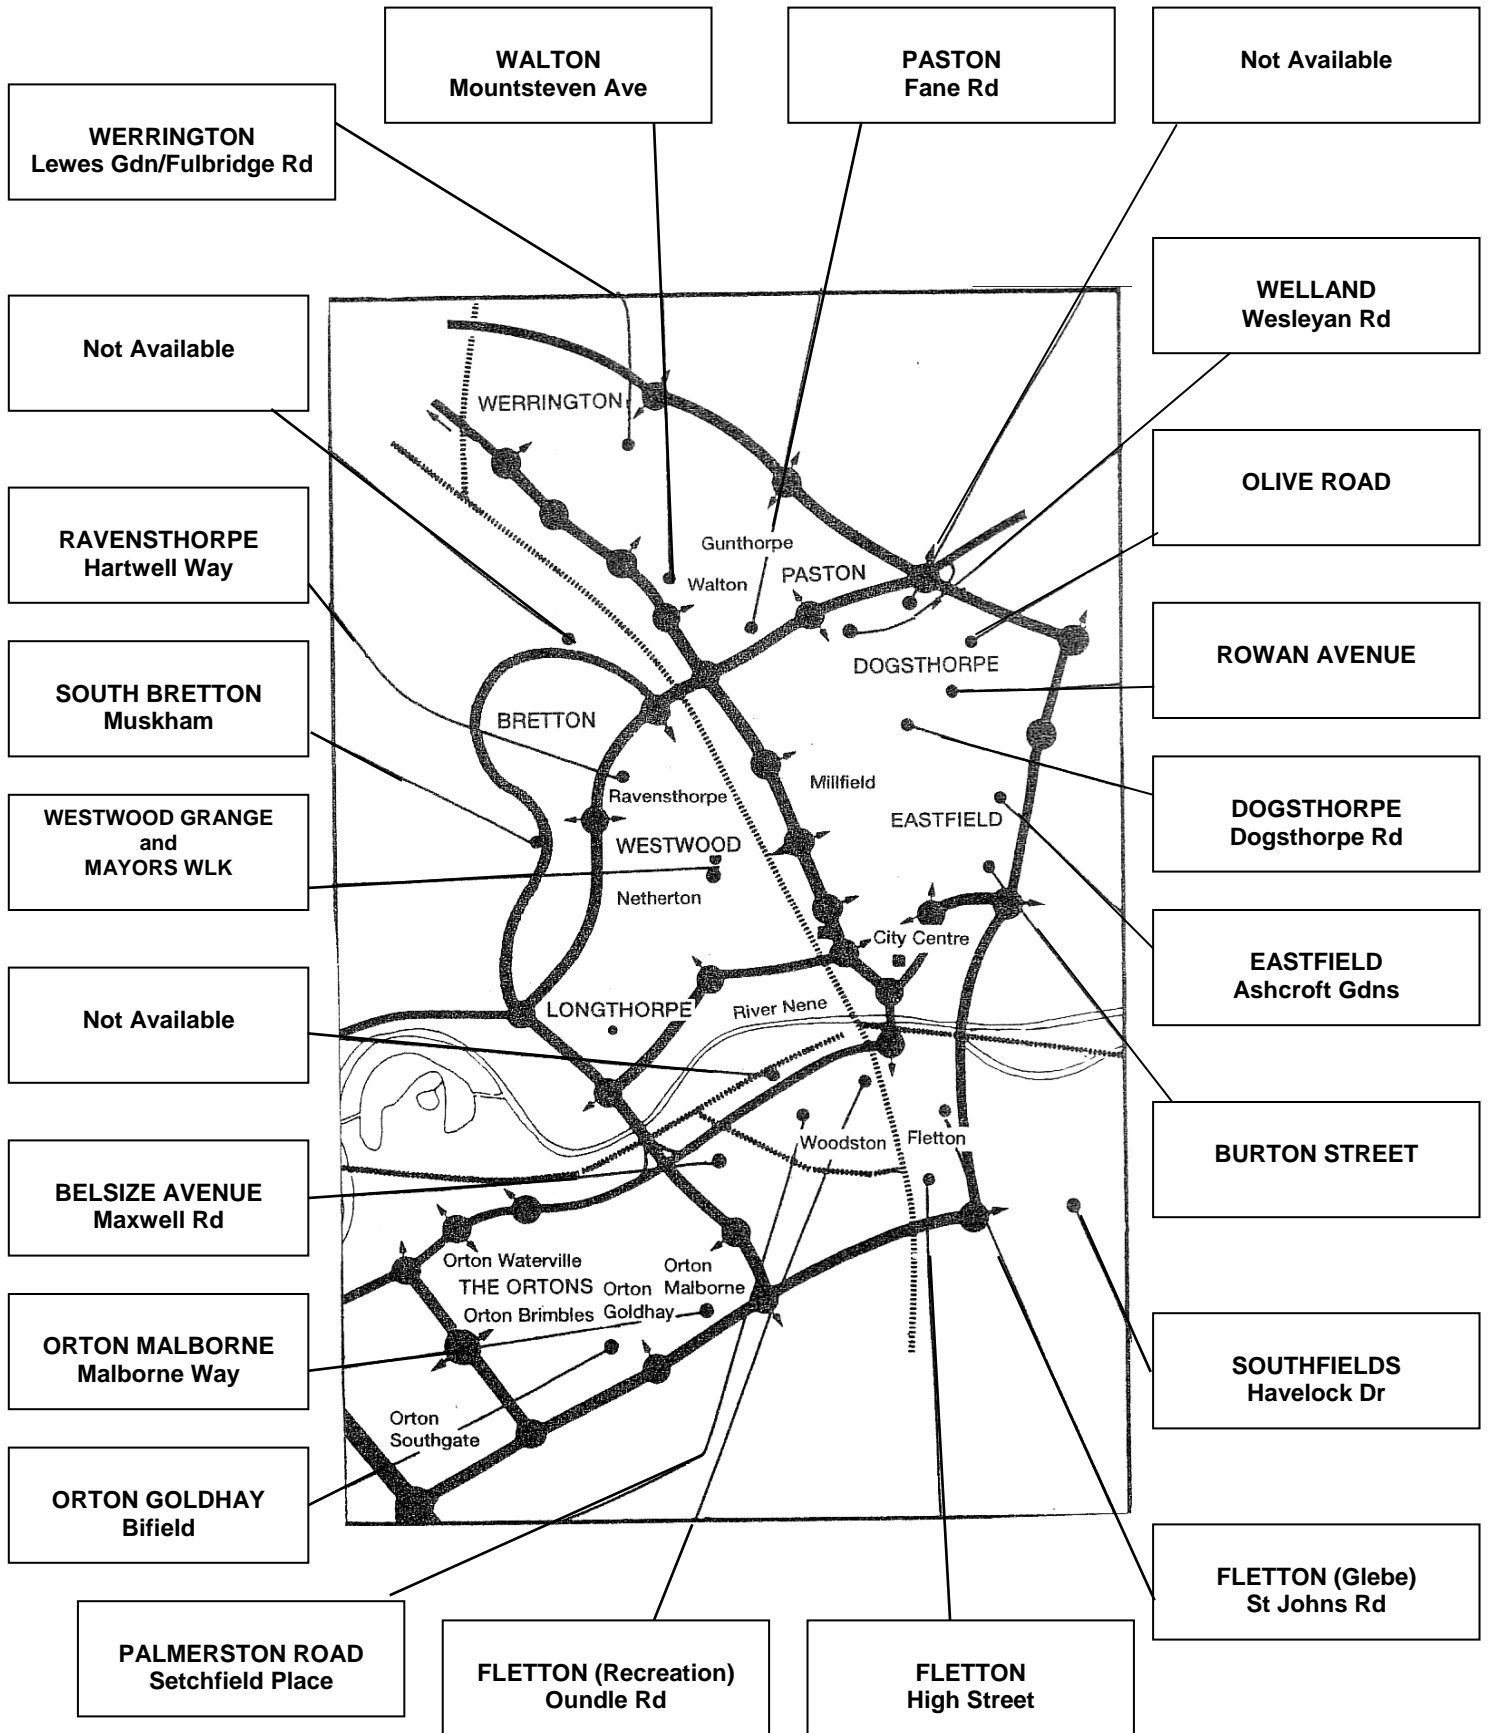 WALTON
Mountsteven Ave
PASTON
Fane Rd
Not Available
WERRINGTON
Lewes Gdn/Fulbridge Rd
WELLAND
Wesleyan Rd
Not Available
WERRINGTON
OLIVE ROAD
RAVENSTHORPE
Hartwell Way
Gunthorpe
PASTON
Walton
ROWAN AVENUE
DOGSTHORPE
SOUTH BRETTON
Muskham
BRETTON
Millfield
Ravensthorpe
EASTFIELD
DOGSTHORPE
Dogsthorpe Rd
WESTWOOD GRANGE
and
MAYORS WLK
WESTWOOD
Netherton
City Centre
EASTFIELD
Ashcroft Gdns
Not Available
LONGTHORPE
River Nene
Woodston
Fletton
BURTON STREET
BELSIZE AVENUE
Maxwell Rd
Orton Waterville
THE ORTONS
Orton
Malborne
Orton
Goldhay
Orton Brimbles
ORTON MALBORNE
Malborne Way
SOUTHFIELDS
Havelock Dr
Orton
Southgate
ORTON GOLDHAY
Bifield
FLETTON (Glebe)
St Johns Rd
PALMERSTON ROAD
Setchfield Place
FLETTON (Recreation)
Oundle Rd
FLETTON
High Street